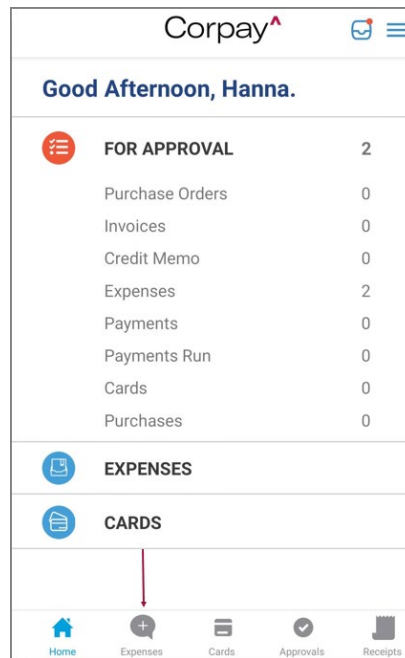 Corpay^
Good Afternoon, Hanna.
FOR APPROVAL 2
Purchase Orders 0
Invoices 0
Credit Memo 0
Expenses 2
Payments 0
Payments Run 0
Cards 0
Purchases 0
EXPENSES
CARDS
Home Expenses Cards Approvals Receipts